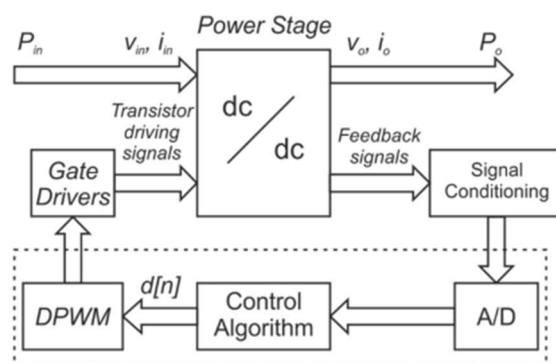 Power Stage
P_in
v_in, i_in
v_o, i_o
P_o
Transistor
driving
signals
dc
dc
Feedback
signals
Gate
Drivers
Signal
Conditioning
d[n]
DPWM
Control
Algorithm
A/D